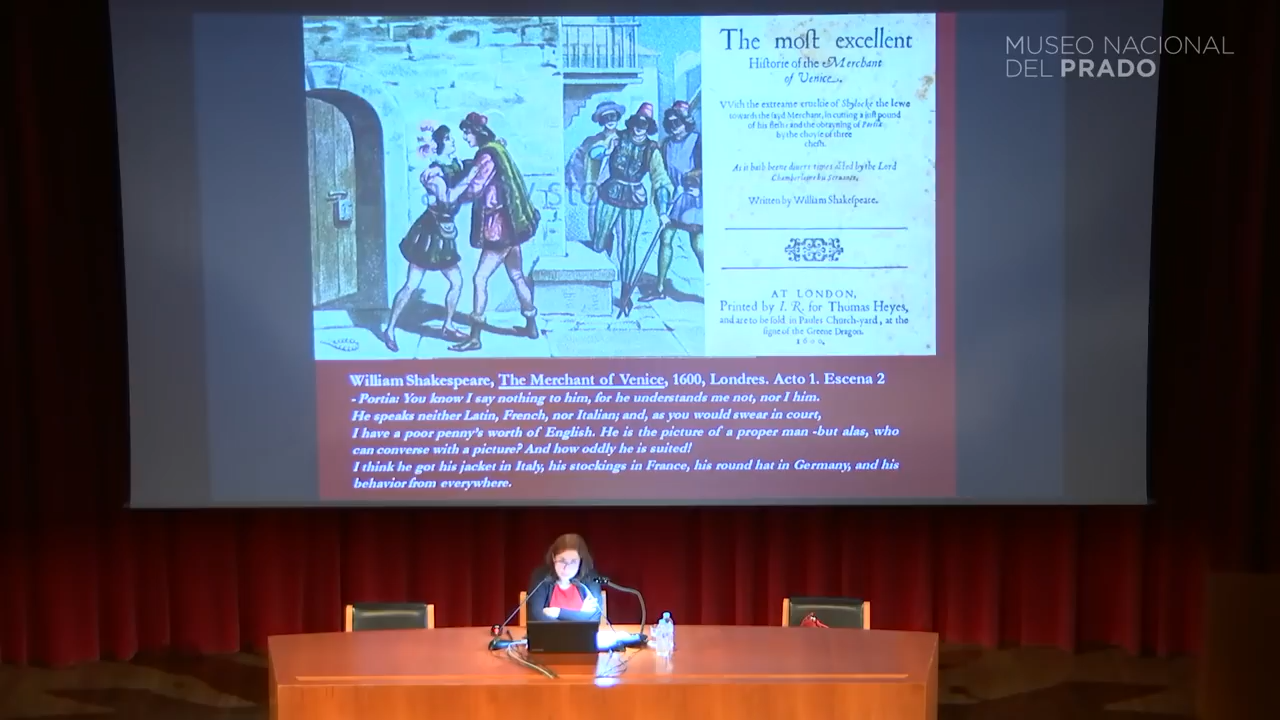 MUSEO NACIONAL
DEL PRADO
The moſt excellent
Hiſtorie of the Merchant
of Venice.
VVith the extreame crueltie of Shylocke the Iewe
towards the ſayd Merchant, in cutting a iuſt pound
of his fleſh: and the obtayning of Portia
by the choyſe of three
cheſts.
As it hath beene diuers times acted by the Lord
Chamberlaine his Seruants.
Written by William Shakeſpeare.
AT LONDON,
Printed by I. R. for Thomas Heyes,
and are to be ſold in Paules Church-yard, at the
ſigne of the Greene Dragon.
1600.
William Shakespeare, The Merchant of Venice, 1600, Londres. Acto 1. Escena 2
- Portia: You know I say nothing to him, for he understands me not, nor I him.
He speaks neither Latin, French, nor Italian; and, as you would swear in court,
I have a poor penny's worth of English. He is the picture of a proper man -but alas, who
can converse with a picture? And how oddly he is suited!
I think he got his jacket in Italy, his stockings in France, his round hat in Germany, and his
behavior from everywhere.